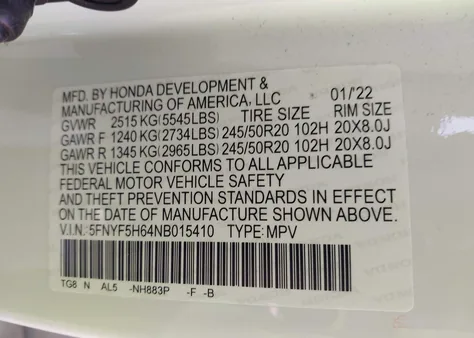 MFD. BY HONDA DEVELOPMENT &
MANUFACTURING OF AMERICA, LLC 01/22
GVWR 2515 KG(5545LBS) TIRE SIZE RIM SIZE
GAWR F 1240 KG(2734LBS) 245/50R20 102H 20X8.0J
GAWR R 1345 KG(2965LBS) 245/50R20 102H 20X8.0J
THIS VEHICLE CONFORMS TO ALL APPLICABLE
FEDERAL MOTOR VEHICLE SAFETY
AND THEFT PREVENTION STANDARDS IN EFFECT
ON THE DATE OF MANUFACTURE SHOWN ABOVE.
V.I.N.: 5FNYF5H64NB015410 TYPE: MPV
TG8 N AL5 -NH883P -F -B